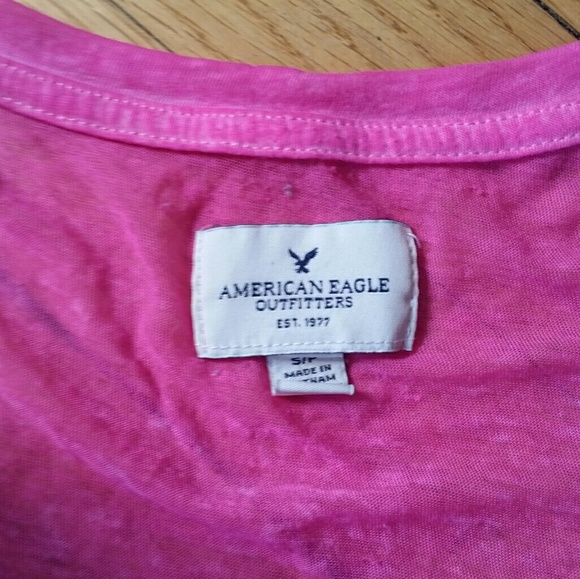 AMERICAN EAGLE
OUTFITTERS
EST. 1977
S/P
MADE IN